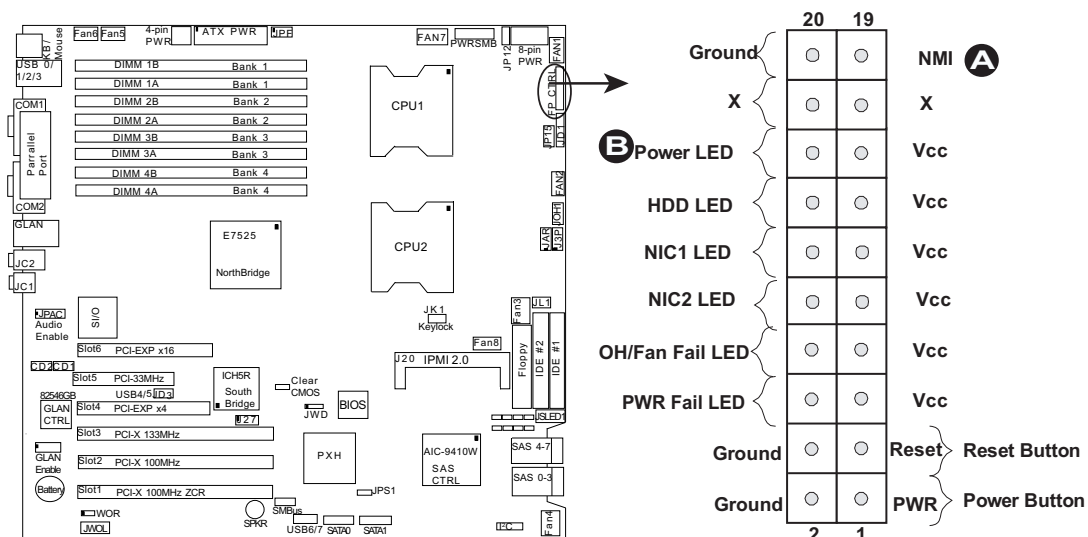 KB/
Mouse
Fan6 Fan5
4-pin
PWR
ATX PWR
JPF
FAN7
PWRSMB
JP12
8-pin
PWR
FAN1
USB 0/
1/2/3
DIMM 1B Bank 1
DIMM 1A Bank 1
DIMM 2B Bank 2
DIMM 2A Bank 2
DIMM 3B Bank 3
DIMM 3A Bank 3
DIMM 4B Bank 4
DIMM 4A Bank 4
CPU1
FP CTRL
JP15
JD1
COM1
Parrallel
Port
COM2
GLAN
JC2
JC1
E7525
NorthBridge
CPU2
FAN2
JOH1
JAR
J3P
JPAC
Audio
Enable
SI/O
JK1
Keylock
Fan3
JL1
Fan8
Floppy
IDE #2
IDE #1
Slot6 PCI-EXP x16
J20 IPMI 2.0
CD2 CD1
Slot5 PCI-33MHz
ICH5R
South
Bridge
Clear
CMOS
82546GB
GLAN
CTRL
USB4/5 JD3
Slot4 PCI-EXP x4
J27
JWD
BIOS
JSLED1
Slot3 PCI-X 133MHz
GLAN
Enable
Slot2 PCI-X 100MHz
PXH
AIC-9410W
SAS
CTRL
SAS 4-7
SAS 0-3
Battery
Slot1 PCI-X 100MHz ZCR
JPS1
WOR
JWOL
SPKR
SMBus
USB6/7
SATA0
SATA1
I²C
Fan4
20 19
Ground NMI A
X X
B Power LED Vcc
HDD LED Vcc
NIC1 LED Vcc
NIC2 LED Vcc
OH/Fan Fail LED Vcc
PWR Fail LED Vcc
Ground Reset Reset Button
Ground PWR Power Button
2 1